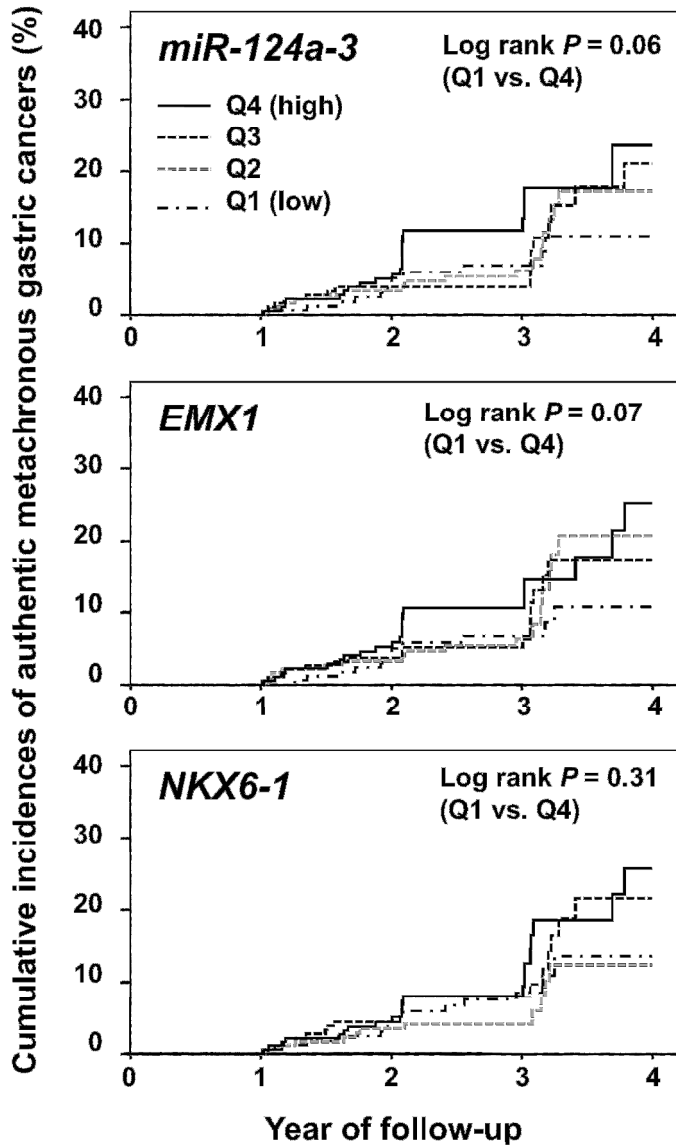 Cumulative incidences of authentic metachronous gastric cancers (%)
miR-124a-3
Log rank P = 0.06
(Q1 vs. Q4)
Q4 (high)
Q3
Q2
Q1 (low)
40
30
20
10
0
0 1 2 3 4
EMX1
Log rank P = 0.07
(Q1 vs. Q4)
40
30
20
10
0
0 1 2 3 4
NKX6-1
Log rank P = 0.31
(Q1 vs. Q4)
40
30
20
10
0
0 1 2 3 4
Year of follow-up